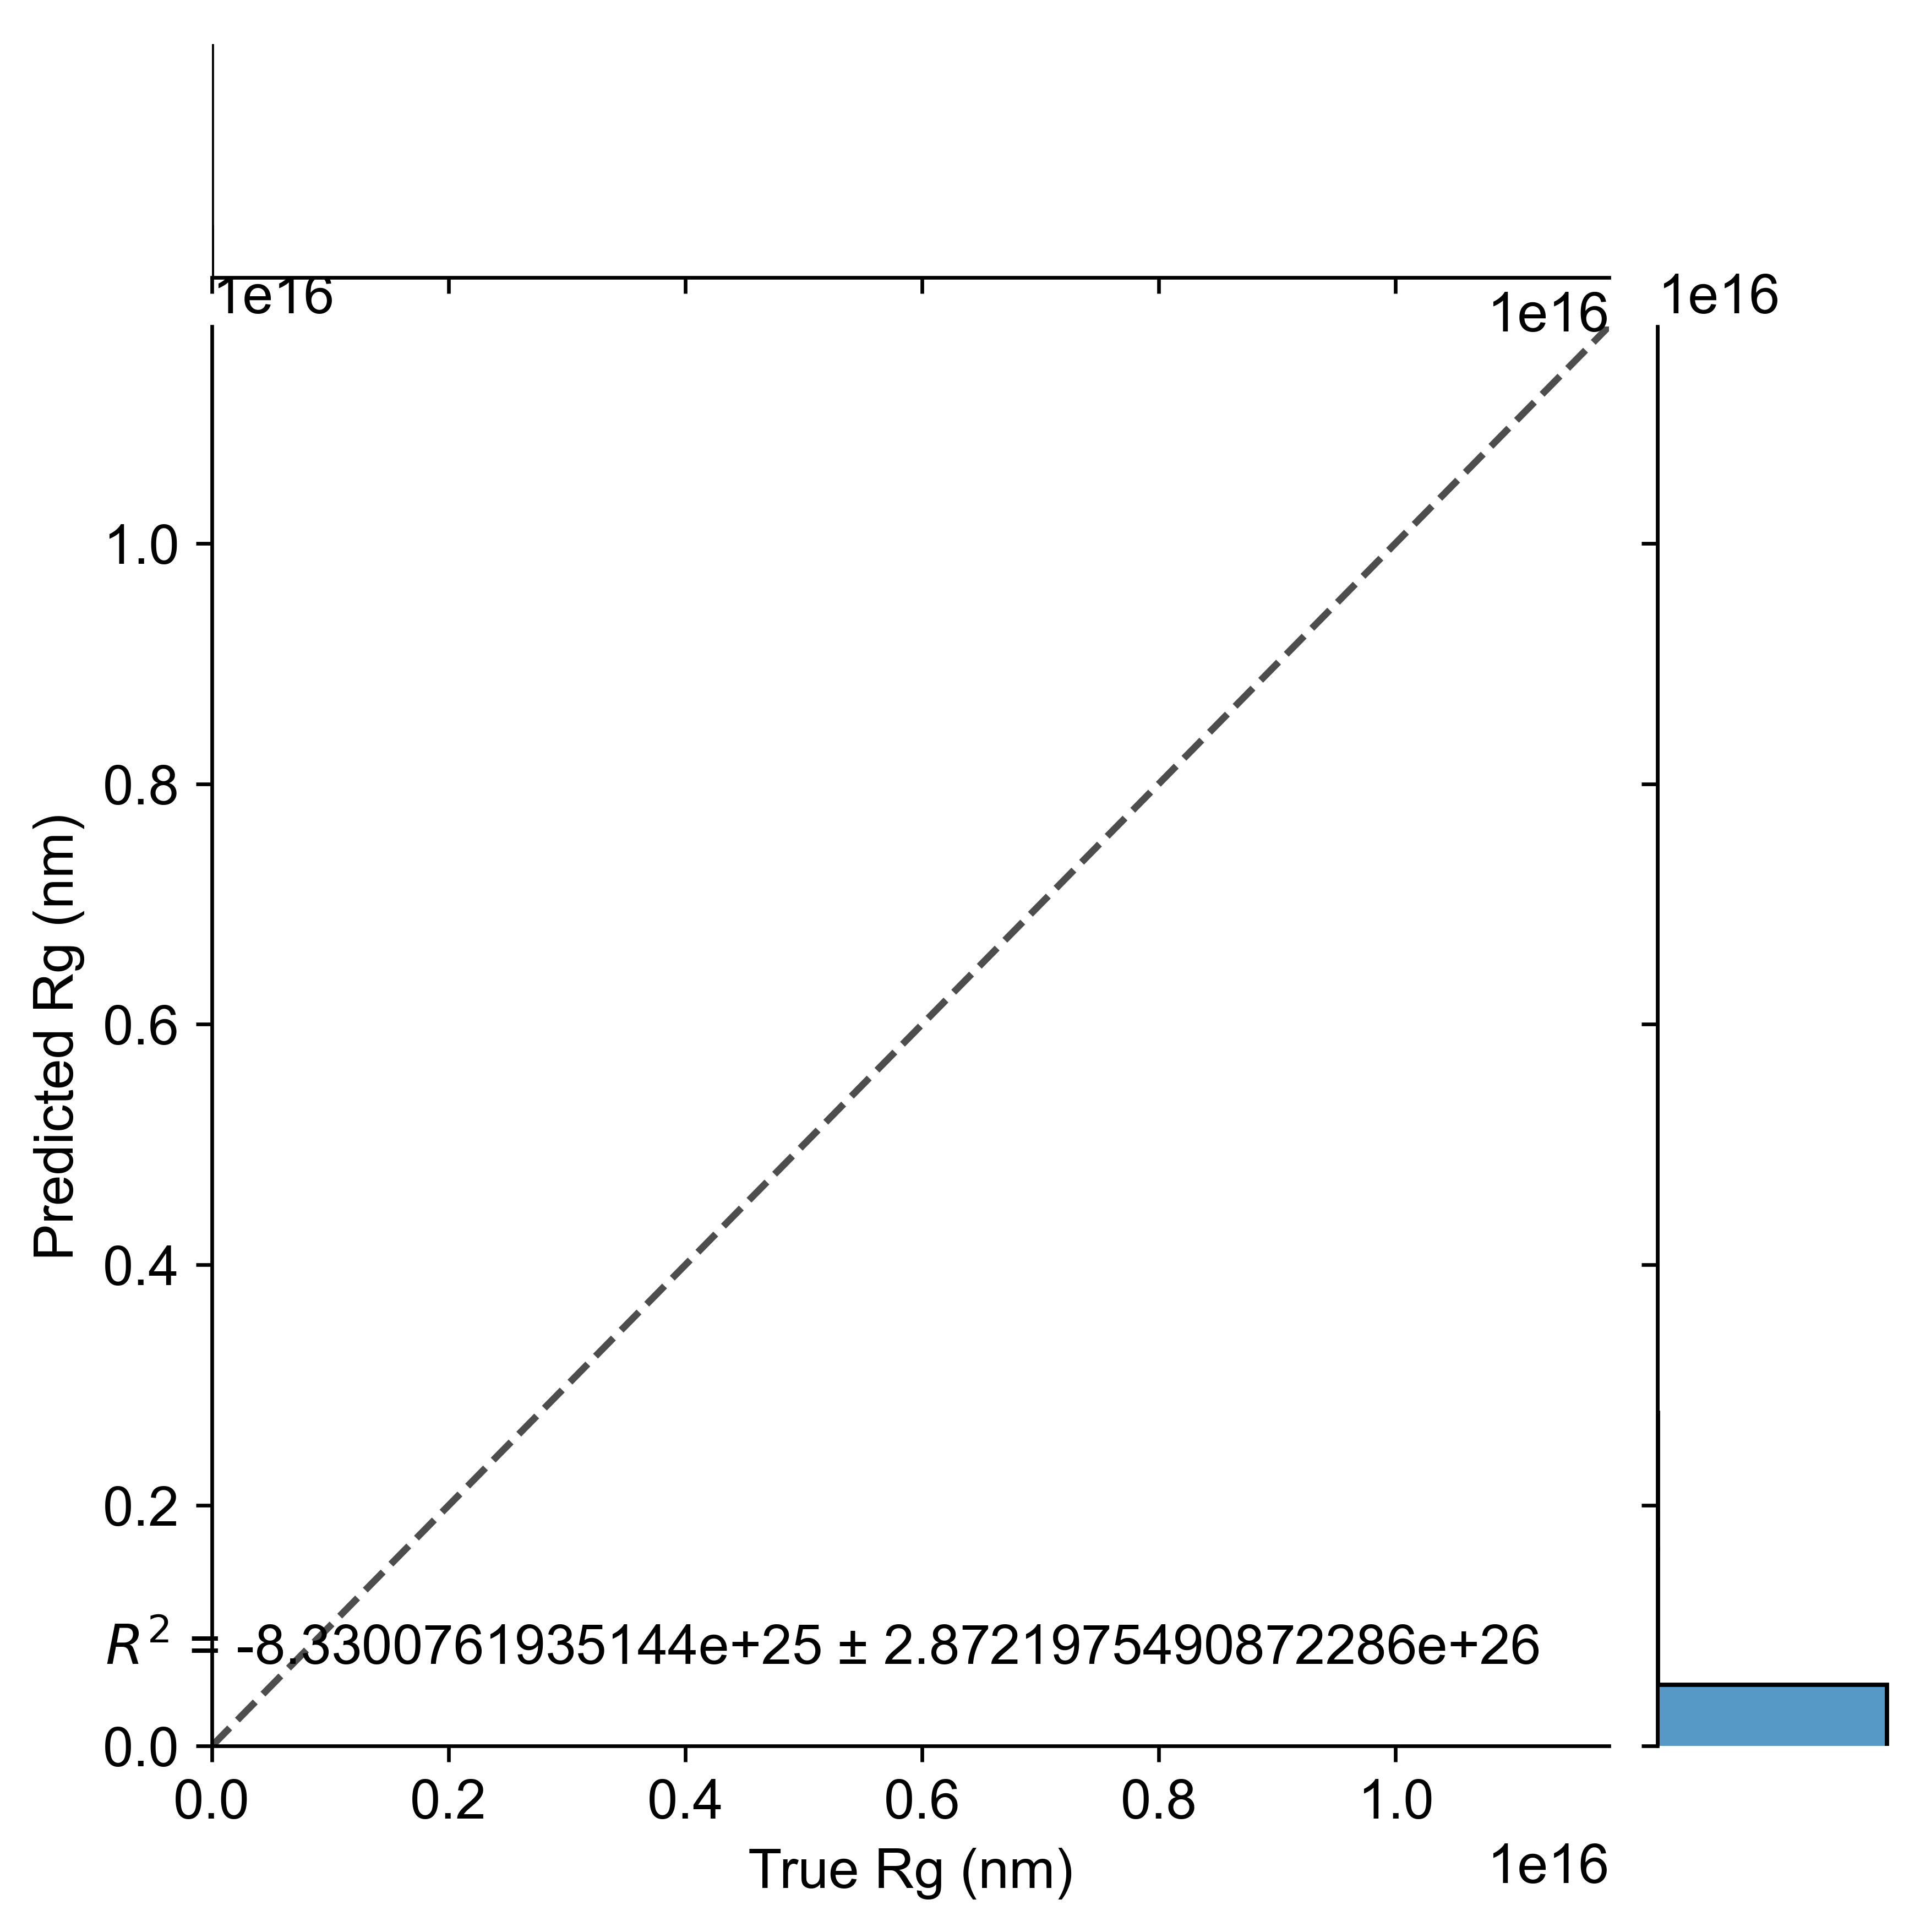 1e16
1e16
1e16
1.0
0.8
0.6
0.4
0.2
0.0
Predicted Rg (nm)
R² = -8.3300761935144e+25 ± 2.8721975490872286e+26
0.0 0.2 0.4 0.6 0.8 1.0
True Rg (nm)
1e16